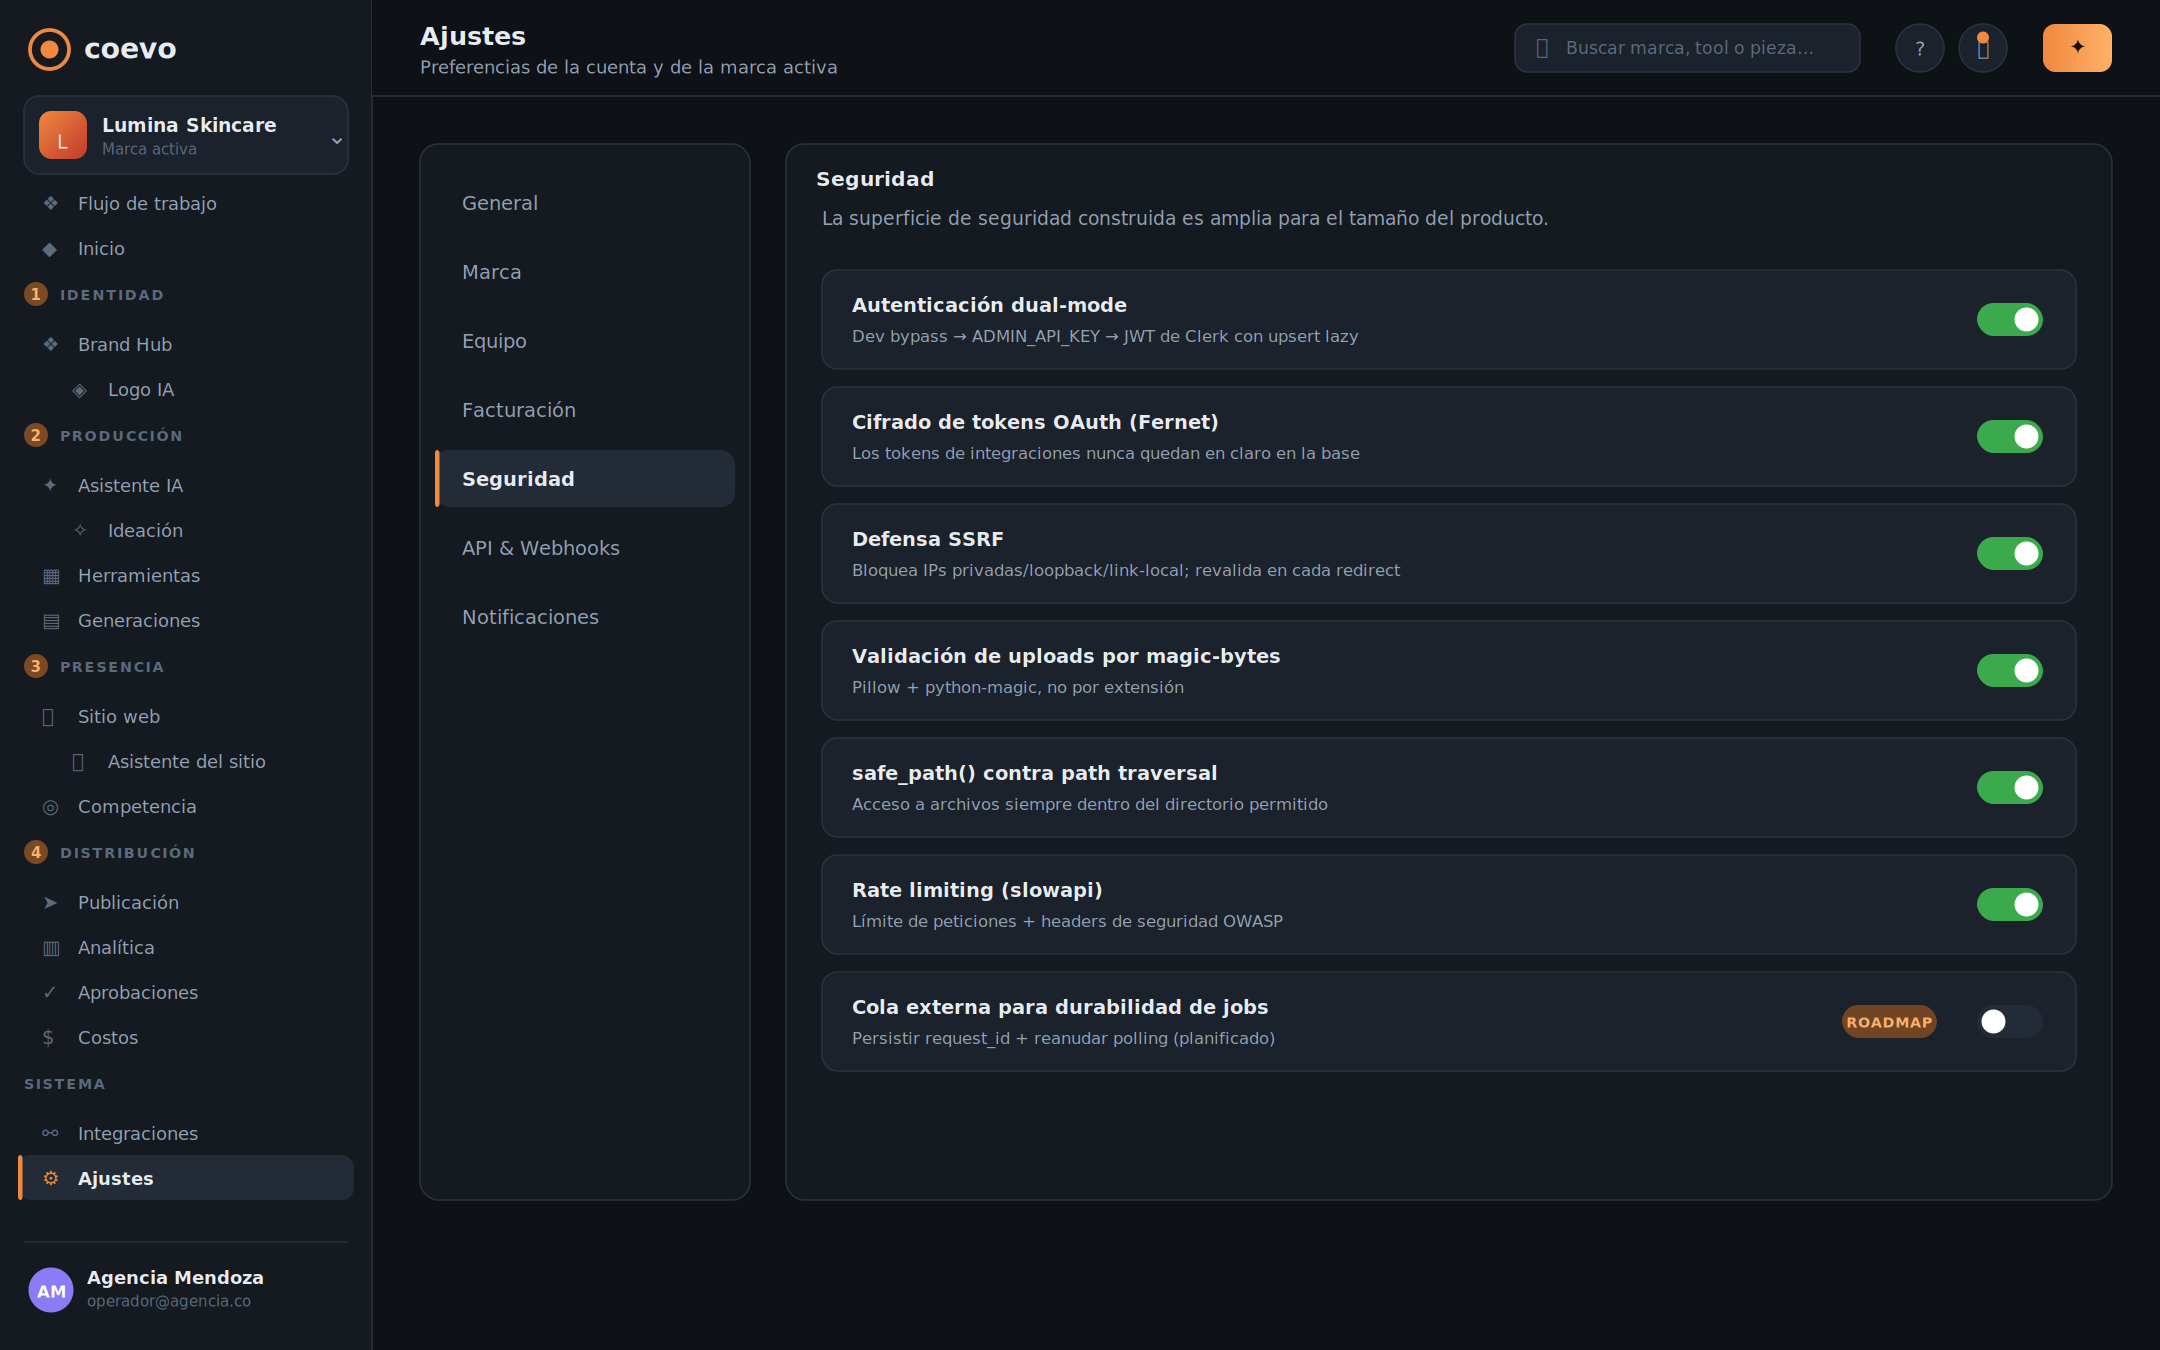 coevo
L
Lumina Skincare
Marca activa
Flujo de trabajo
Inicio
1 IDENTIDAD
Brand Hub
Logo IA
2 PRODUCCIÓN
Asistente IA
Ideación
Herramientas
Generaciones
3 PRESENCIA
Sitio web
Asistente del sitio
Competencia
4 DISTRIBUCIÓN
Publicación
Analítica
Aprobaciones
$ Costos
SISTEMA
Integraciones
Ajustes
AM
Agencia Mendoza
operador@agencia.co
Ajustes
Preferencias de la cuenta y de la marca activa
Buscar marca, tool o pieza...
?
General
Marca
Equipo
Facturación
Seguridad
API & Webhooks
Notificaciones
Seguridad
La superficie de seguridad construida es amplia para el tamaño del producto.
Autenticación dual-mode
Dev bypass → ADMIN_API_KEY → JWT de Clerk con upsert lazy
Cifrado de tokens OAuth (Fernet)
Los tokens de integraciones nunca quedan en claro en la base
Defensa SSRF
Bloquea IPs privadas/loopback/link-local; revalida en cada redirect
Validación de uploads por magic-bytes
Pillow + python-magic, no por extensión
safe_path() contra path traversal
Acceso a archivos siempre dentro del directorio permitido
Rate limiting (slowapi)
Límite de peticiones + headers de seguridad OWASP
Cola externa para durabilidad de jobs
Persistir request_id + reanudar polling (planificado)
ROADMAP